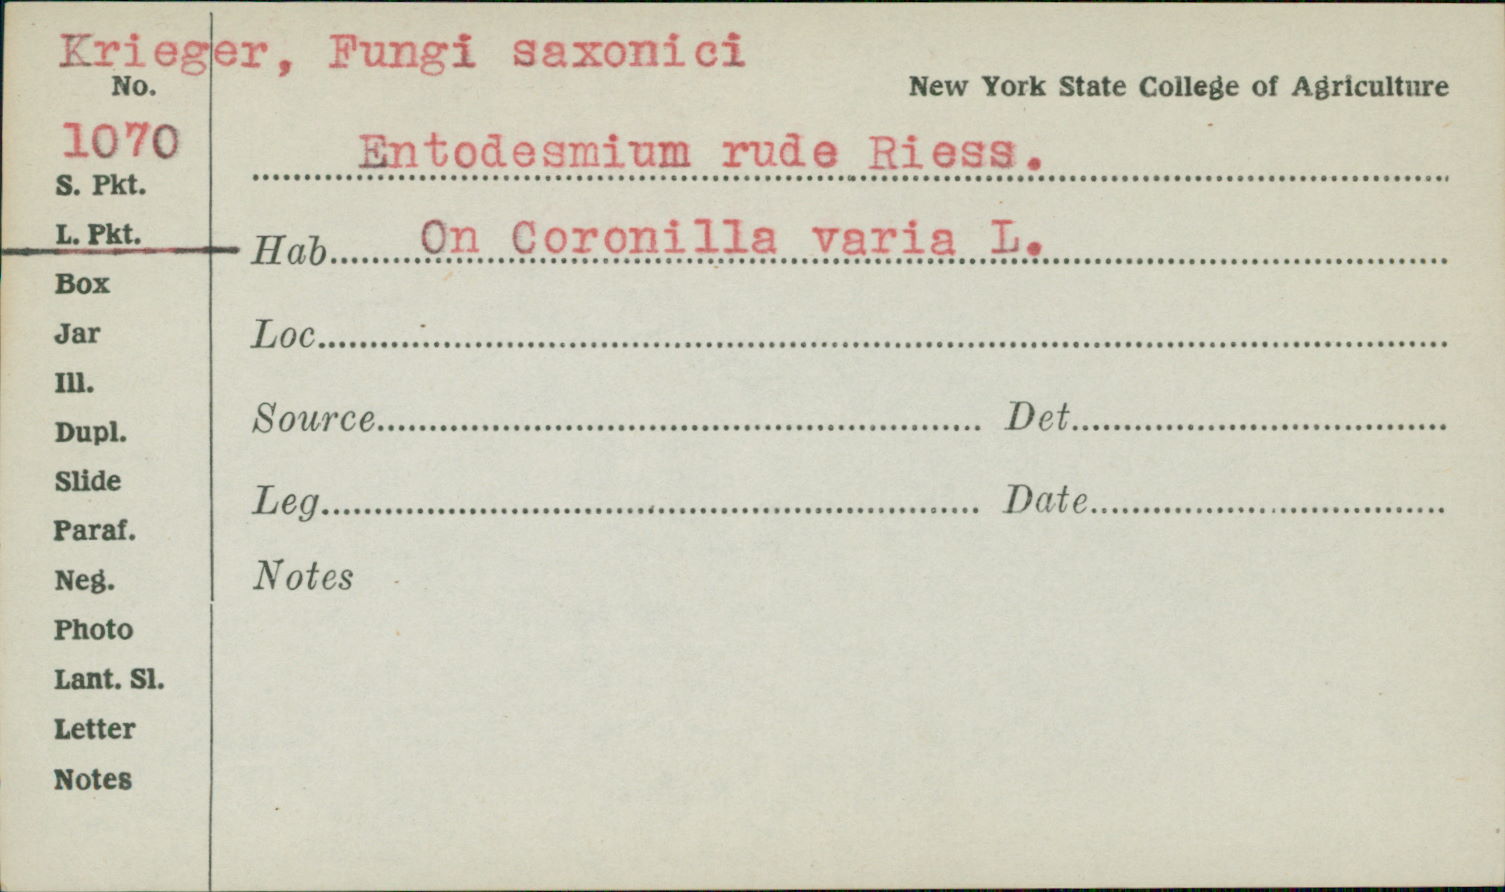 Krieger, Fungi saxonici
No.
New York State College of Agriculture
1070
Entodesmium rude Riess.
S. Pkt.
L. Pkt.
Hab. On Coronilla varia L.
Box
Jar
Loc.
Ill.
Source
Det.
Dupl.
Slide
Leg.
Date
Paraf.
Neg.
Notes
Photo
Lant. Sl.
Letter
Notes